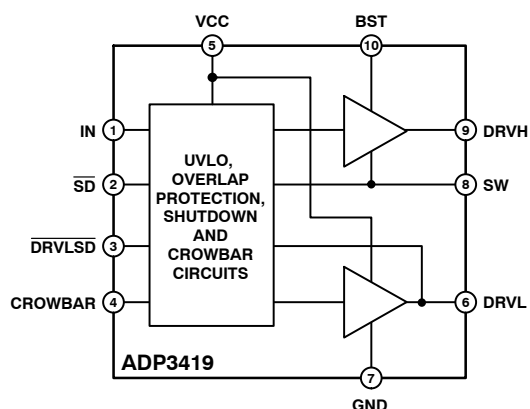 VCC
BST
5
10
IN
1
9
DRVH
UVLO,
OVERLAP
PROTECTION,
SHUTDOWN
AND
CROWBAR
CIRCUITS
SD
2
8
SW
DRVLSD
3
CROWBAR
4
6
DRVL
ADP3419
7
GND